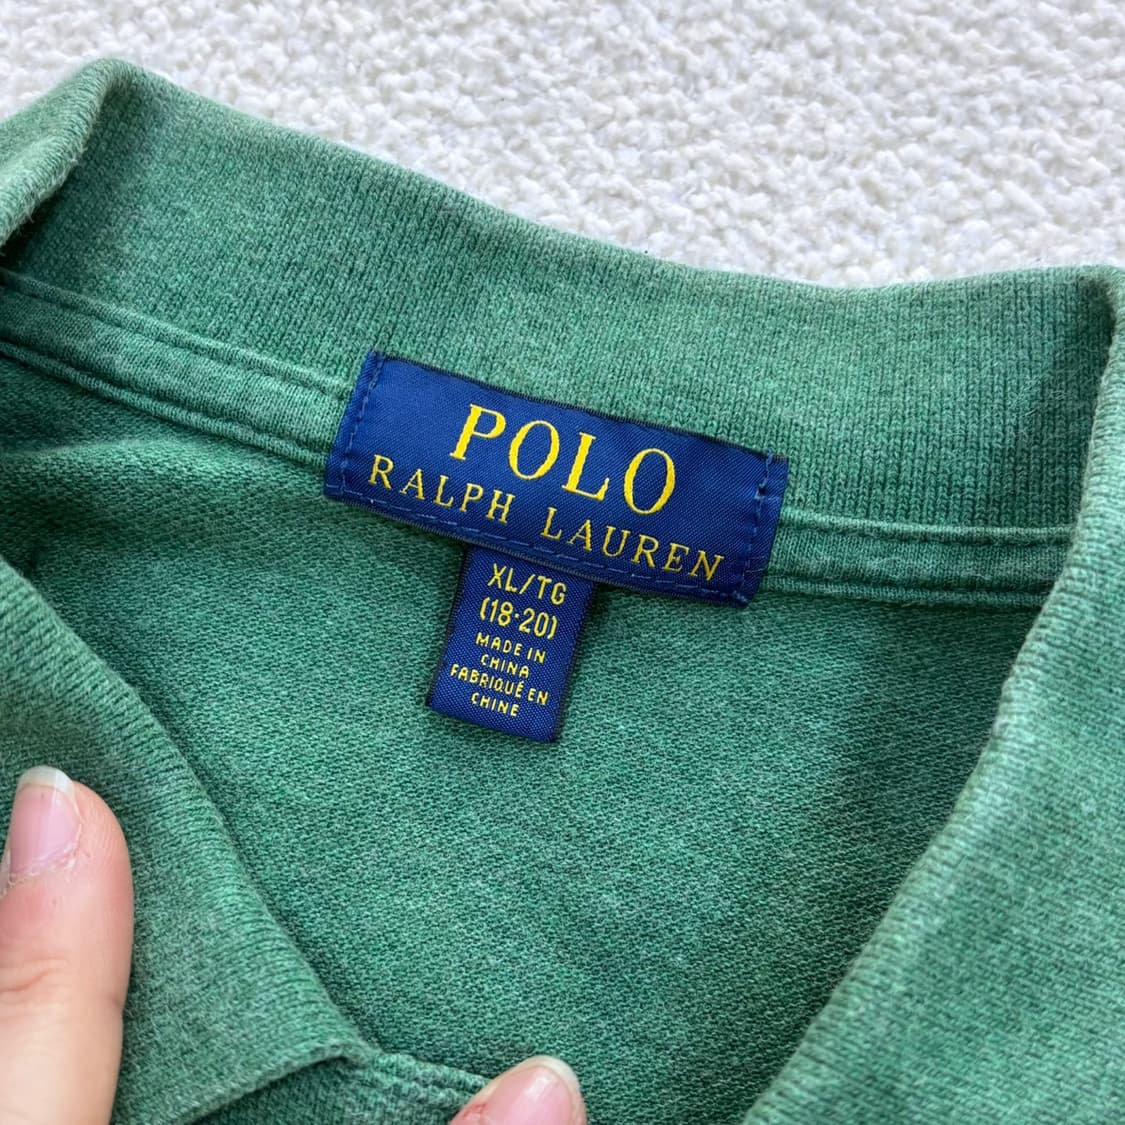 POLO
RALPH LAUREN
XL/TG
(18-20)
MADE IN
CHINA
FABRIQUÉ EN
CHINE